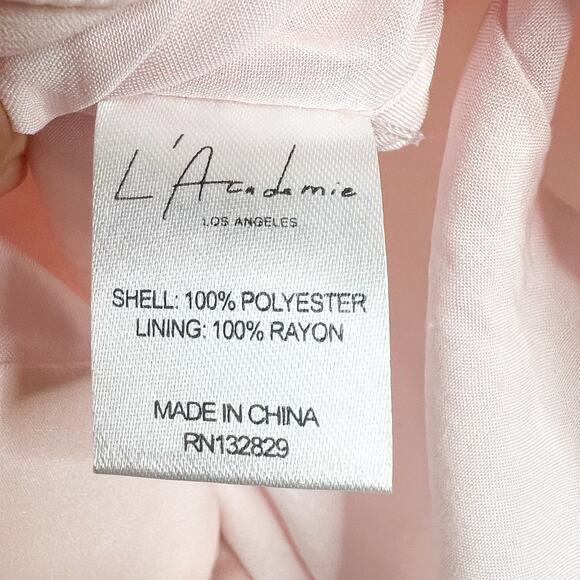 L'Academie
LOS ANGELES
SHELL: 100% POLYESTER
LINING: 100% RAYON
MADE IN CHINA
RN132829